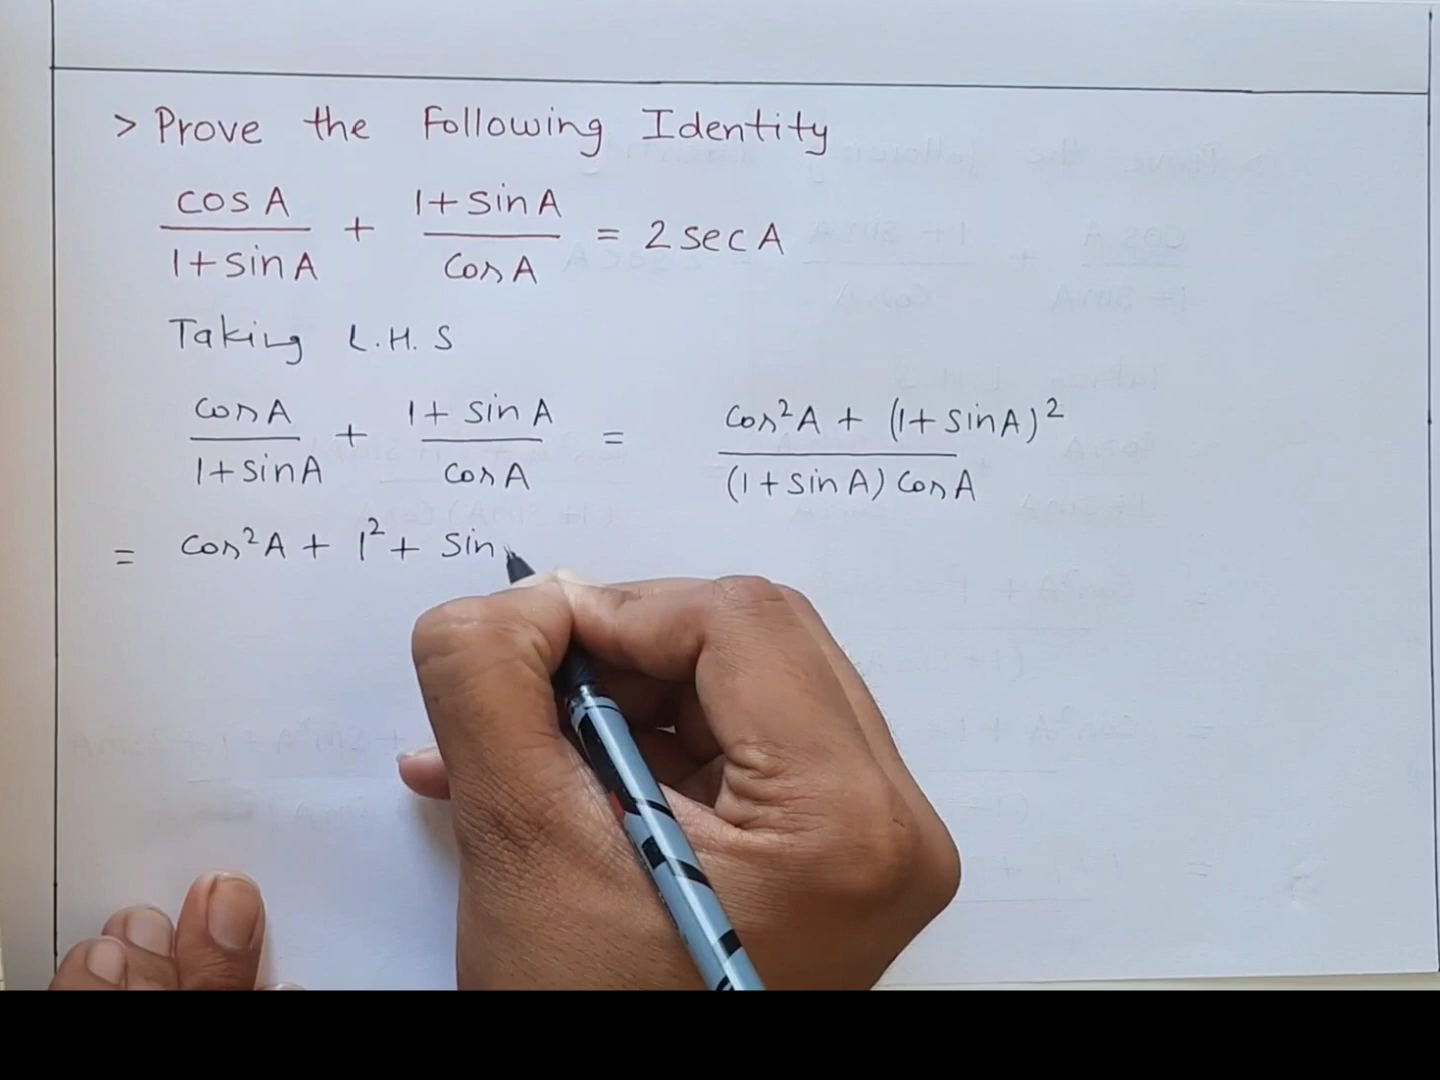 > Prove the Following Identity
cos A / 1 + sin A + 1 + sin A / cos A = 2 sec A
Taking L.H.S
cos A / 1 + sin A + 1 + sin A / cos A = cos²A + (1 + sin A)² / (1 + sin A) cos A
= cos²A + 1² + sin